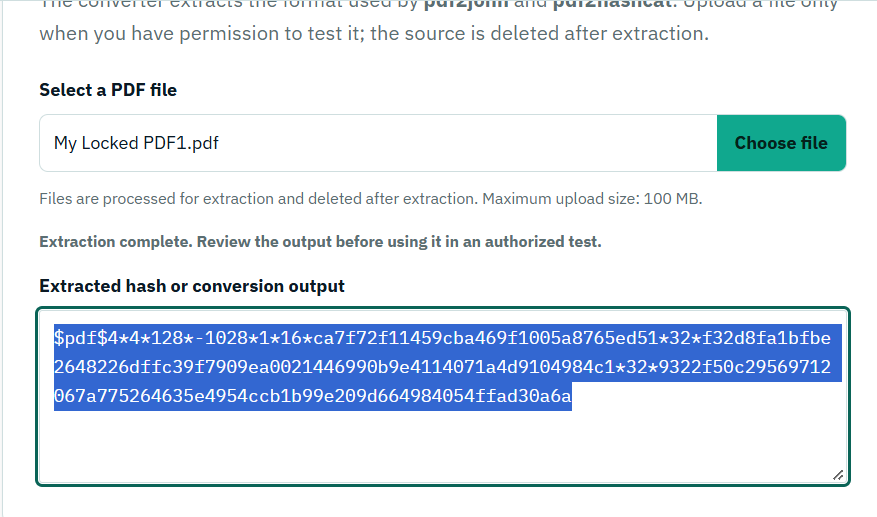 The converter extracts the format used by pdf2john and pdf2hashcat. Upload a file only
when you have permission to test it; the source is deleted after extraction.
Select a PDF file
My Locked PDF1.pdf
Choose file
Files are processed for extraction and deleted after extraction. Maximum upload size: 100 MB.
Extraction complete. Review the output before using it in an authorized test.
Extracted hash or conversion output
$pdf$4*4*128*-1028*1*16*ca7f72f11459cba469f1005a8765ed51*32*f32d8fa1bfbe
2648226dffc39f7909ea0021446990b9e4114071a4d9104984c1*32*9322f50c29569712
067a775264635e4954ccb1b99e209d664984054ffad30a6a